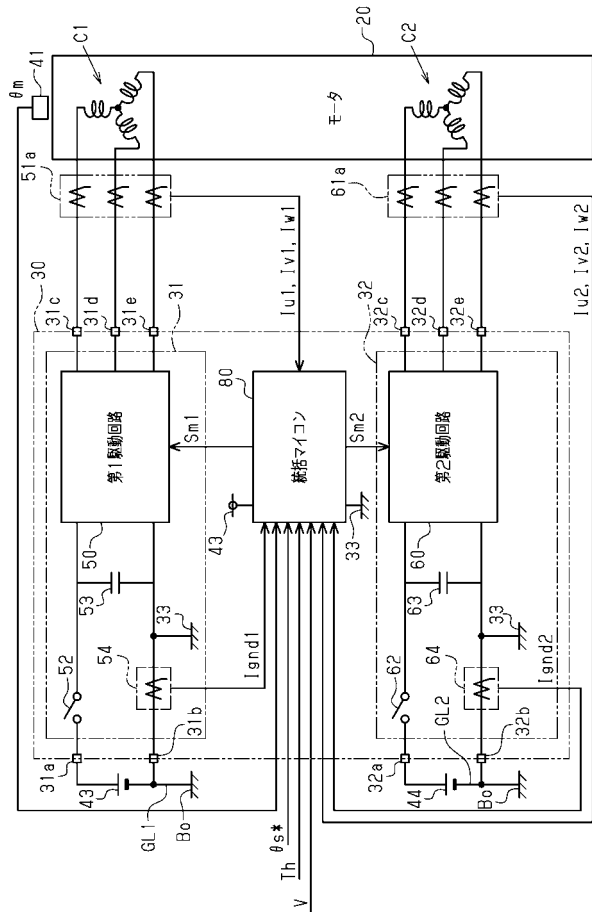 θm
41
20
C1
モータ
C2
51a
61a
Iu1, Iv1, Iw1
Iu2, Iv2, Iw2
30
31c
31d
31e
31
32
32c
32d
32e
第1駆動回路
50
Sm1
80
統括マイコン
Sm2
43
33
第2駆動回路
60
53
33
54
52
Ignd1
63
33
64
62
Ignd2
31a
31b
43
GL1
Bo
32a
32b
44
GL2
Bo
θs*
Th
V